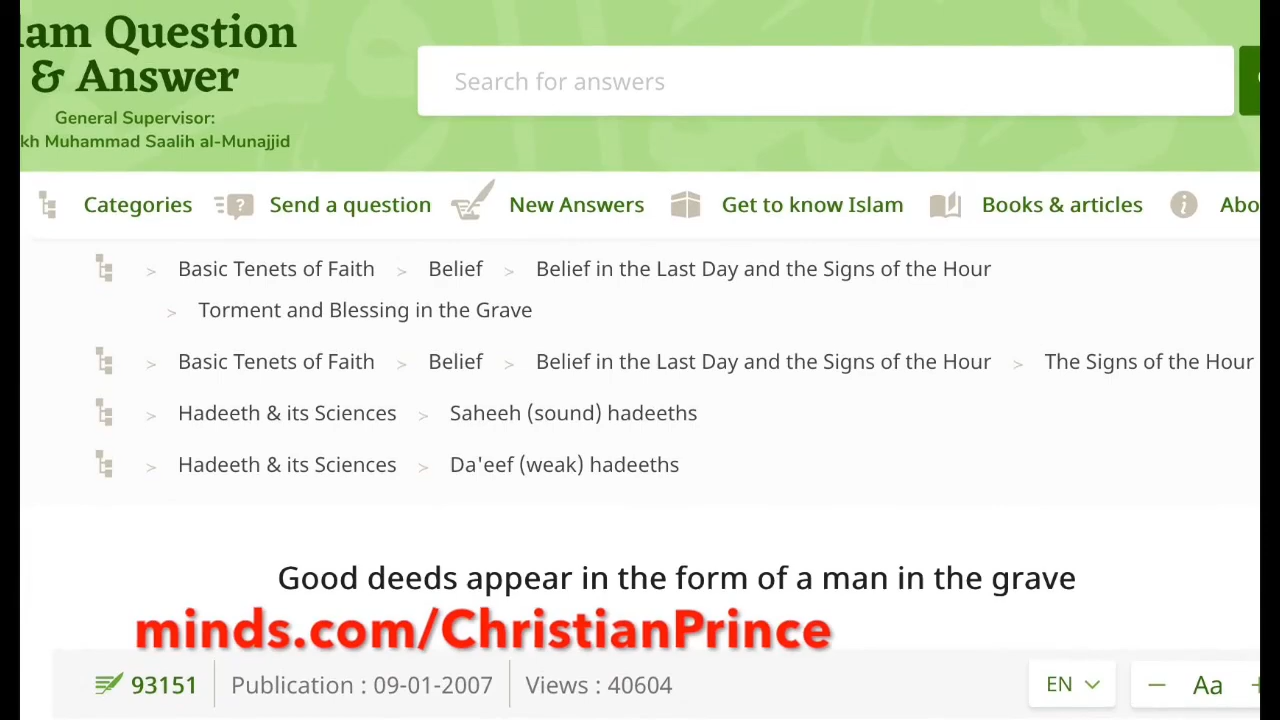 lam Question
& Answer
General Supervisor:
kh Muhammad Saalih al-Munajjid
Search for answers
Categories Send a question New Answers Get to know Islam Books & articles Abo
> Basic Tenets of Faith > Belief > Belief in the Last Day and the Signs of the Hour
> Torment and Blessing in the Grave
> Basic Tenets of Faith > Belief > Belief in the Last Day and the Signs of the Hour > The Signs of the Hour
> Hadeeth & its Sciences > Saheeh (sound) hadeeths
> Hadeeth & its Sciences > Da'eef (weak) hadeeths
Good deeds appear in the form of a man in the grave
minds.com/ChristianPrince
93151 Publication : 09-01-2007 Views : 40604 EN – Aa +